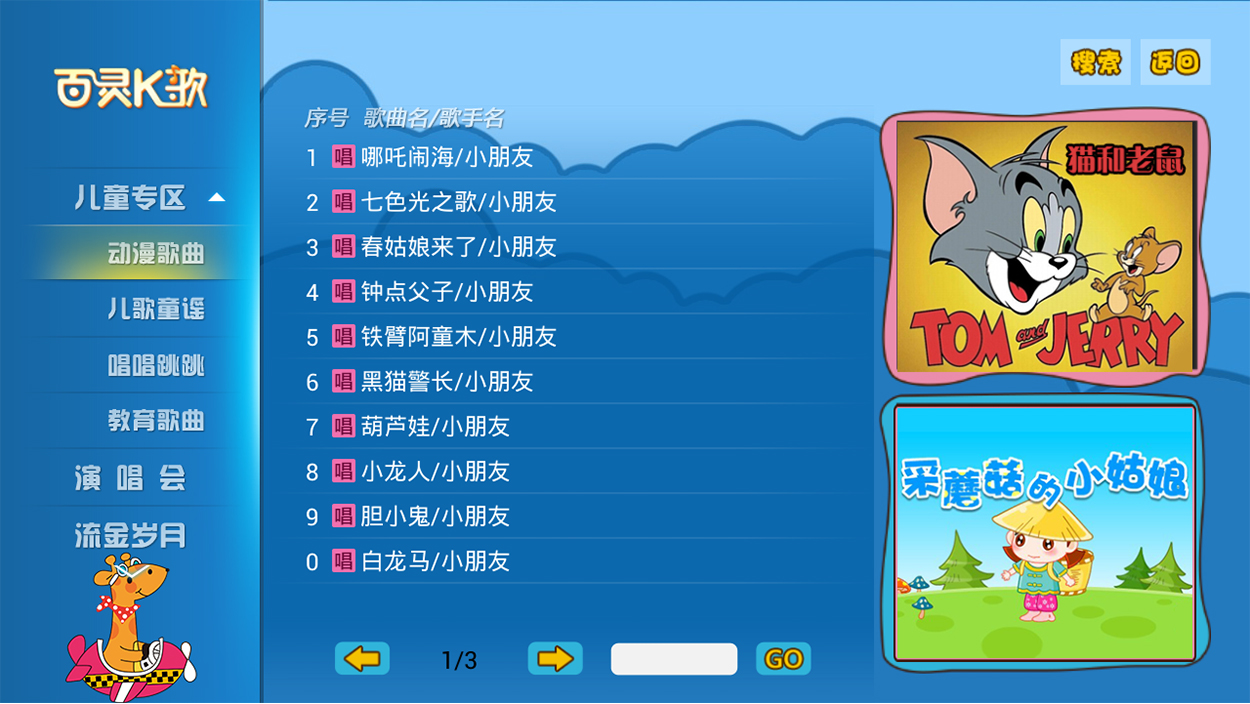 百灵K歌
儿童专区
动漫歌曲
儿歌童谣
唱唱跳跳
教育歌曲
演唱会
流金岁月
搜索 返回
序号 歌曲名/歌手名
1 唱 哪吒闹海/小朋友
2 唱 七色光之歌/小朋友
3 唱 春姑娘来了/小朋友
4 唱 钟点父子/小朋友
5 唱 铁臂阿童木/小朋友
6 唱 黑猫警长/小朋友
7 唱 葫芦娃/小朋友
8 唱 小龙人/小朋友
9 唱 胆小鬼/小朋友
0 唱 白龙马/小朋友
1/3 GO
猫和老鼠
TOM and JERRY
采蘑菇的小姑娘